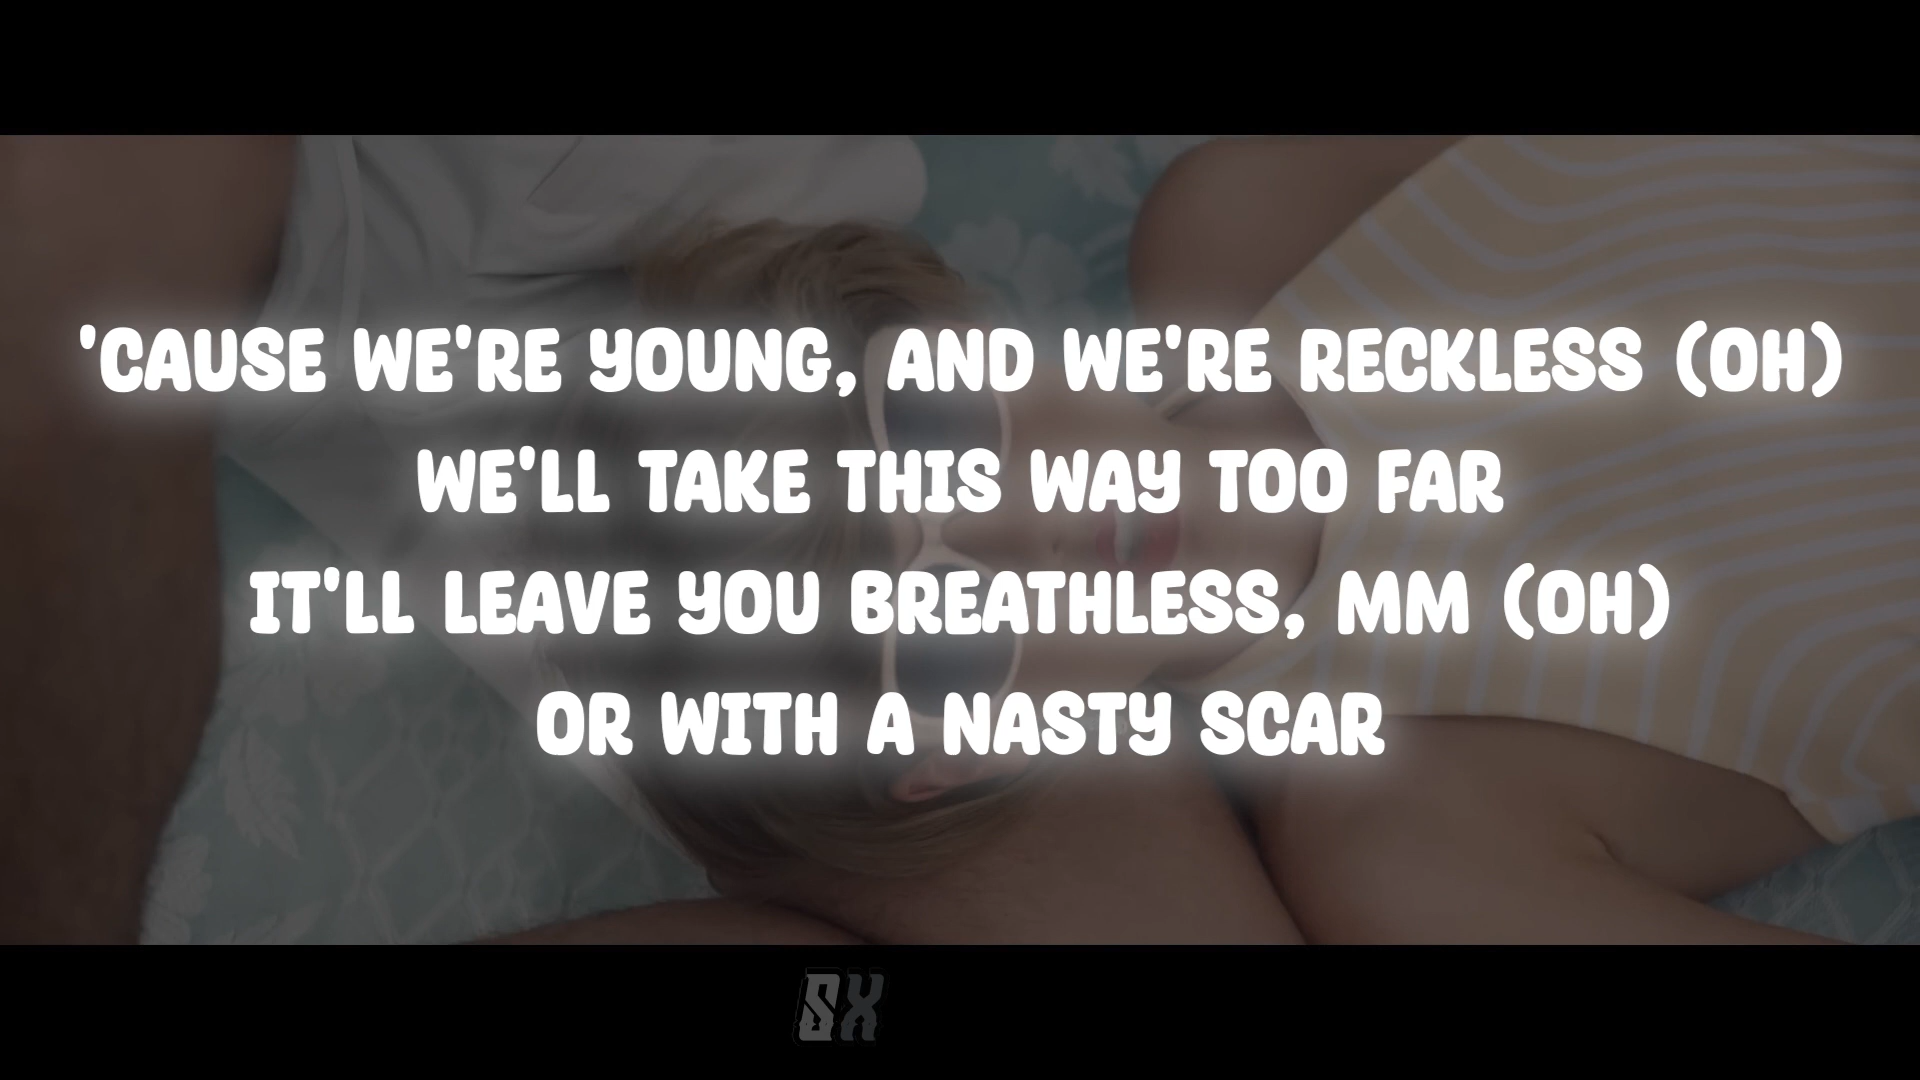 'CAUSE WE'RE YOUNG, AND WE'RE RECKLESS (OH)
WE'LL TAKE THIS WAY TOO FAR
IT'LL LEAVE YOU BREATHLESS, MM (OH)
OR WITH A NASTY SCAR
SX